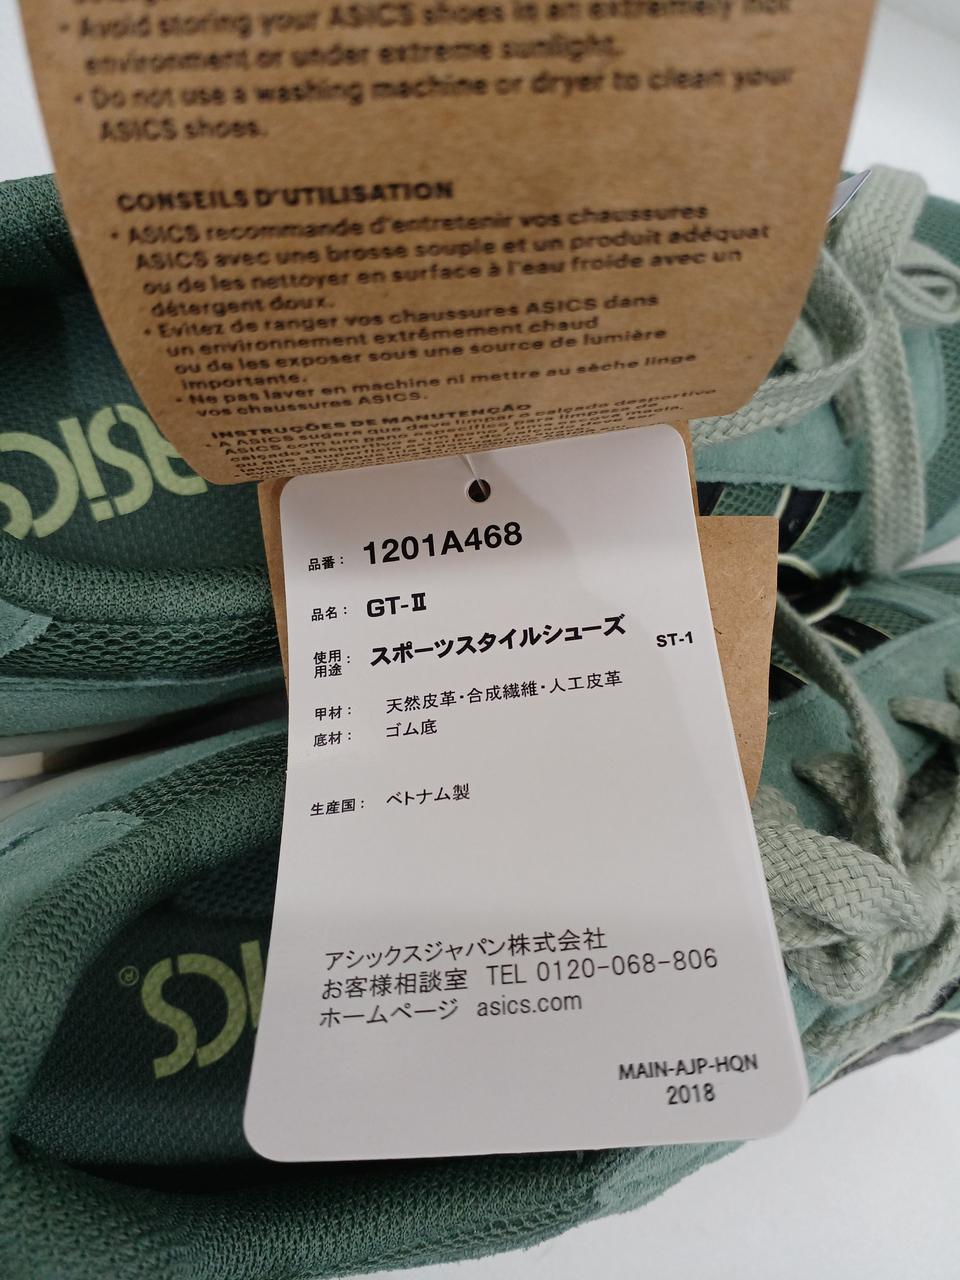 • Avoid storing your ASICS shoes in an extremely hot
environment or under extreme sunlight.
• Do not use a washing machine or dryer to clean your
ASICS shoes.
CONSEILS D'UTILISATION
• ASICS recommande d'entretenir vos chaussures
ASICS avec une brosse souple et un produit adéquat
ou de les nettoyer en surface à l'eau froide avec un
détergent doux.
• Evitez de ranger vos chaussures ASICS dans
un environnement extrêmement chaud
ou de les exposer sous une source de lumière
importante.
• Ne pas laver en machine ni mettre au sèche linge
vos chaussures ASICS.
INSTRUÇÕES DE MANUTENÇÃO
• A ASICS sugere que deve limpar o calçado desportivo
asics
1201A468
品番:
品名: GT-II
使用
用途: スポーツスタイルシューズ ST-1
甲材: 天然皮革・合成繊維・人工皮革
底材: ゴム底
生産国: ベトナム製
アシックスジャパン株式会社
お客様相談室 TEL 0120-068-806
ホームページ asics.com
MAIN-AJP-HQN
2018
®